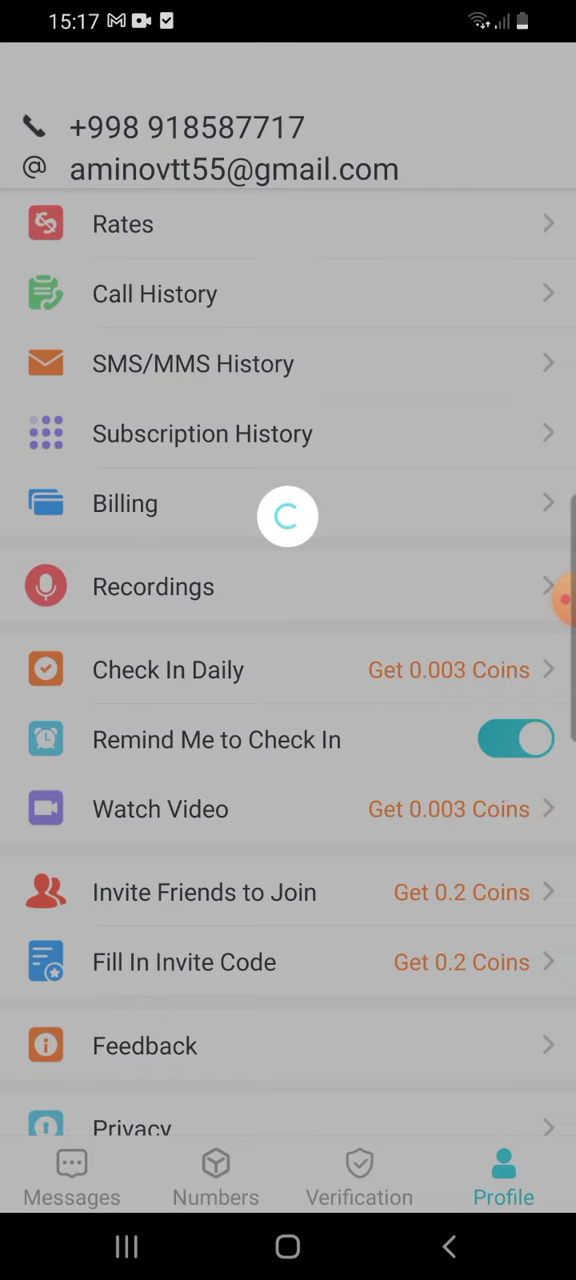 15:17
+998 918587717
@ aminovtt55@gmail.com
Rates
Call History
SMS/MMS History
Subscription History
Billing
Recordings
Check In Daily Get 0.003 Coins
Remind Me to Check In
Watch Video Get 0.003 Coins
Invite Friends to Join Get 0.2 Coins
Fill In Invite Code Get 0.2 Coins
Feedback
Privacy
Messages Numbers Verification Profile